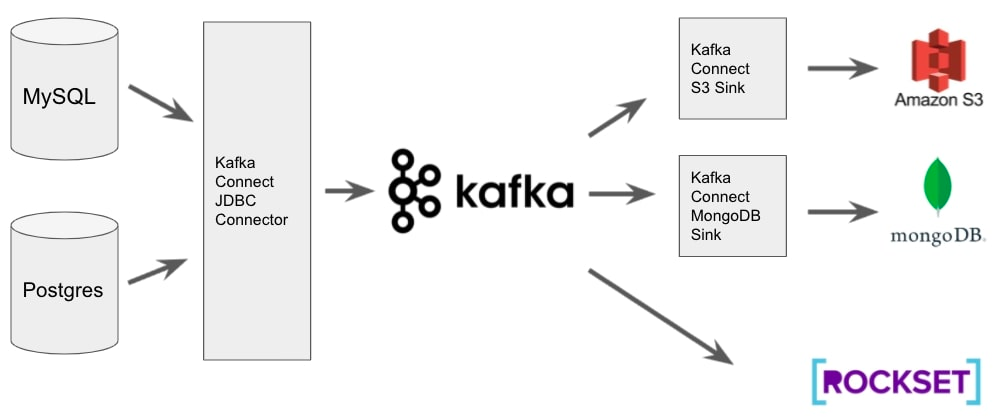 MySQL
Postgres
Kafka
Connect
JDBC
Connector
kafka
Kafka
Connect
S3 Sink
Amazon S3
Kafka
Connect
MongoDB
Sink
mongoDB.
[ROCKSET]